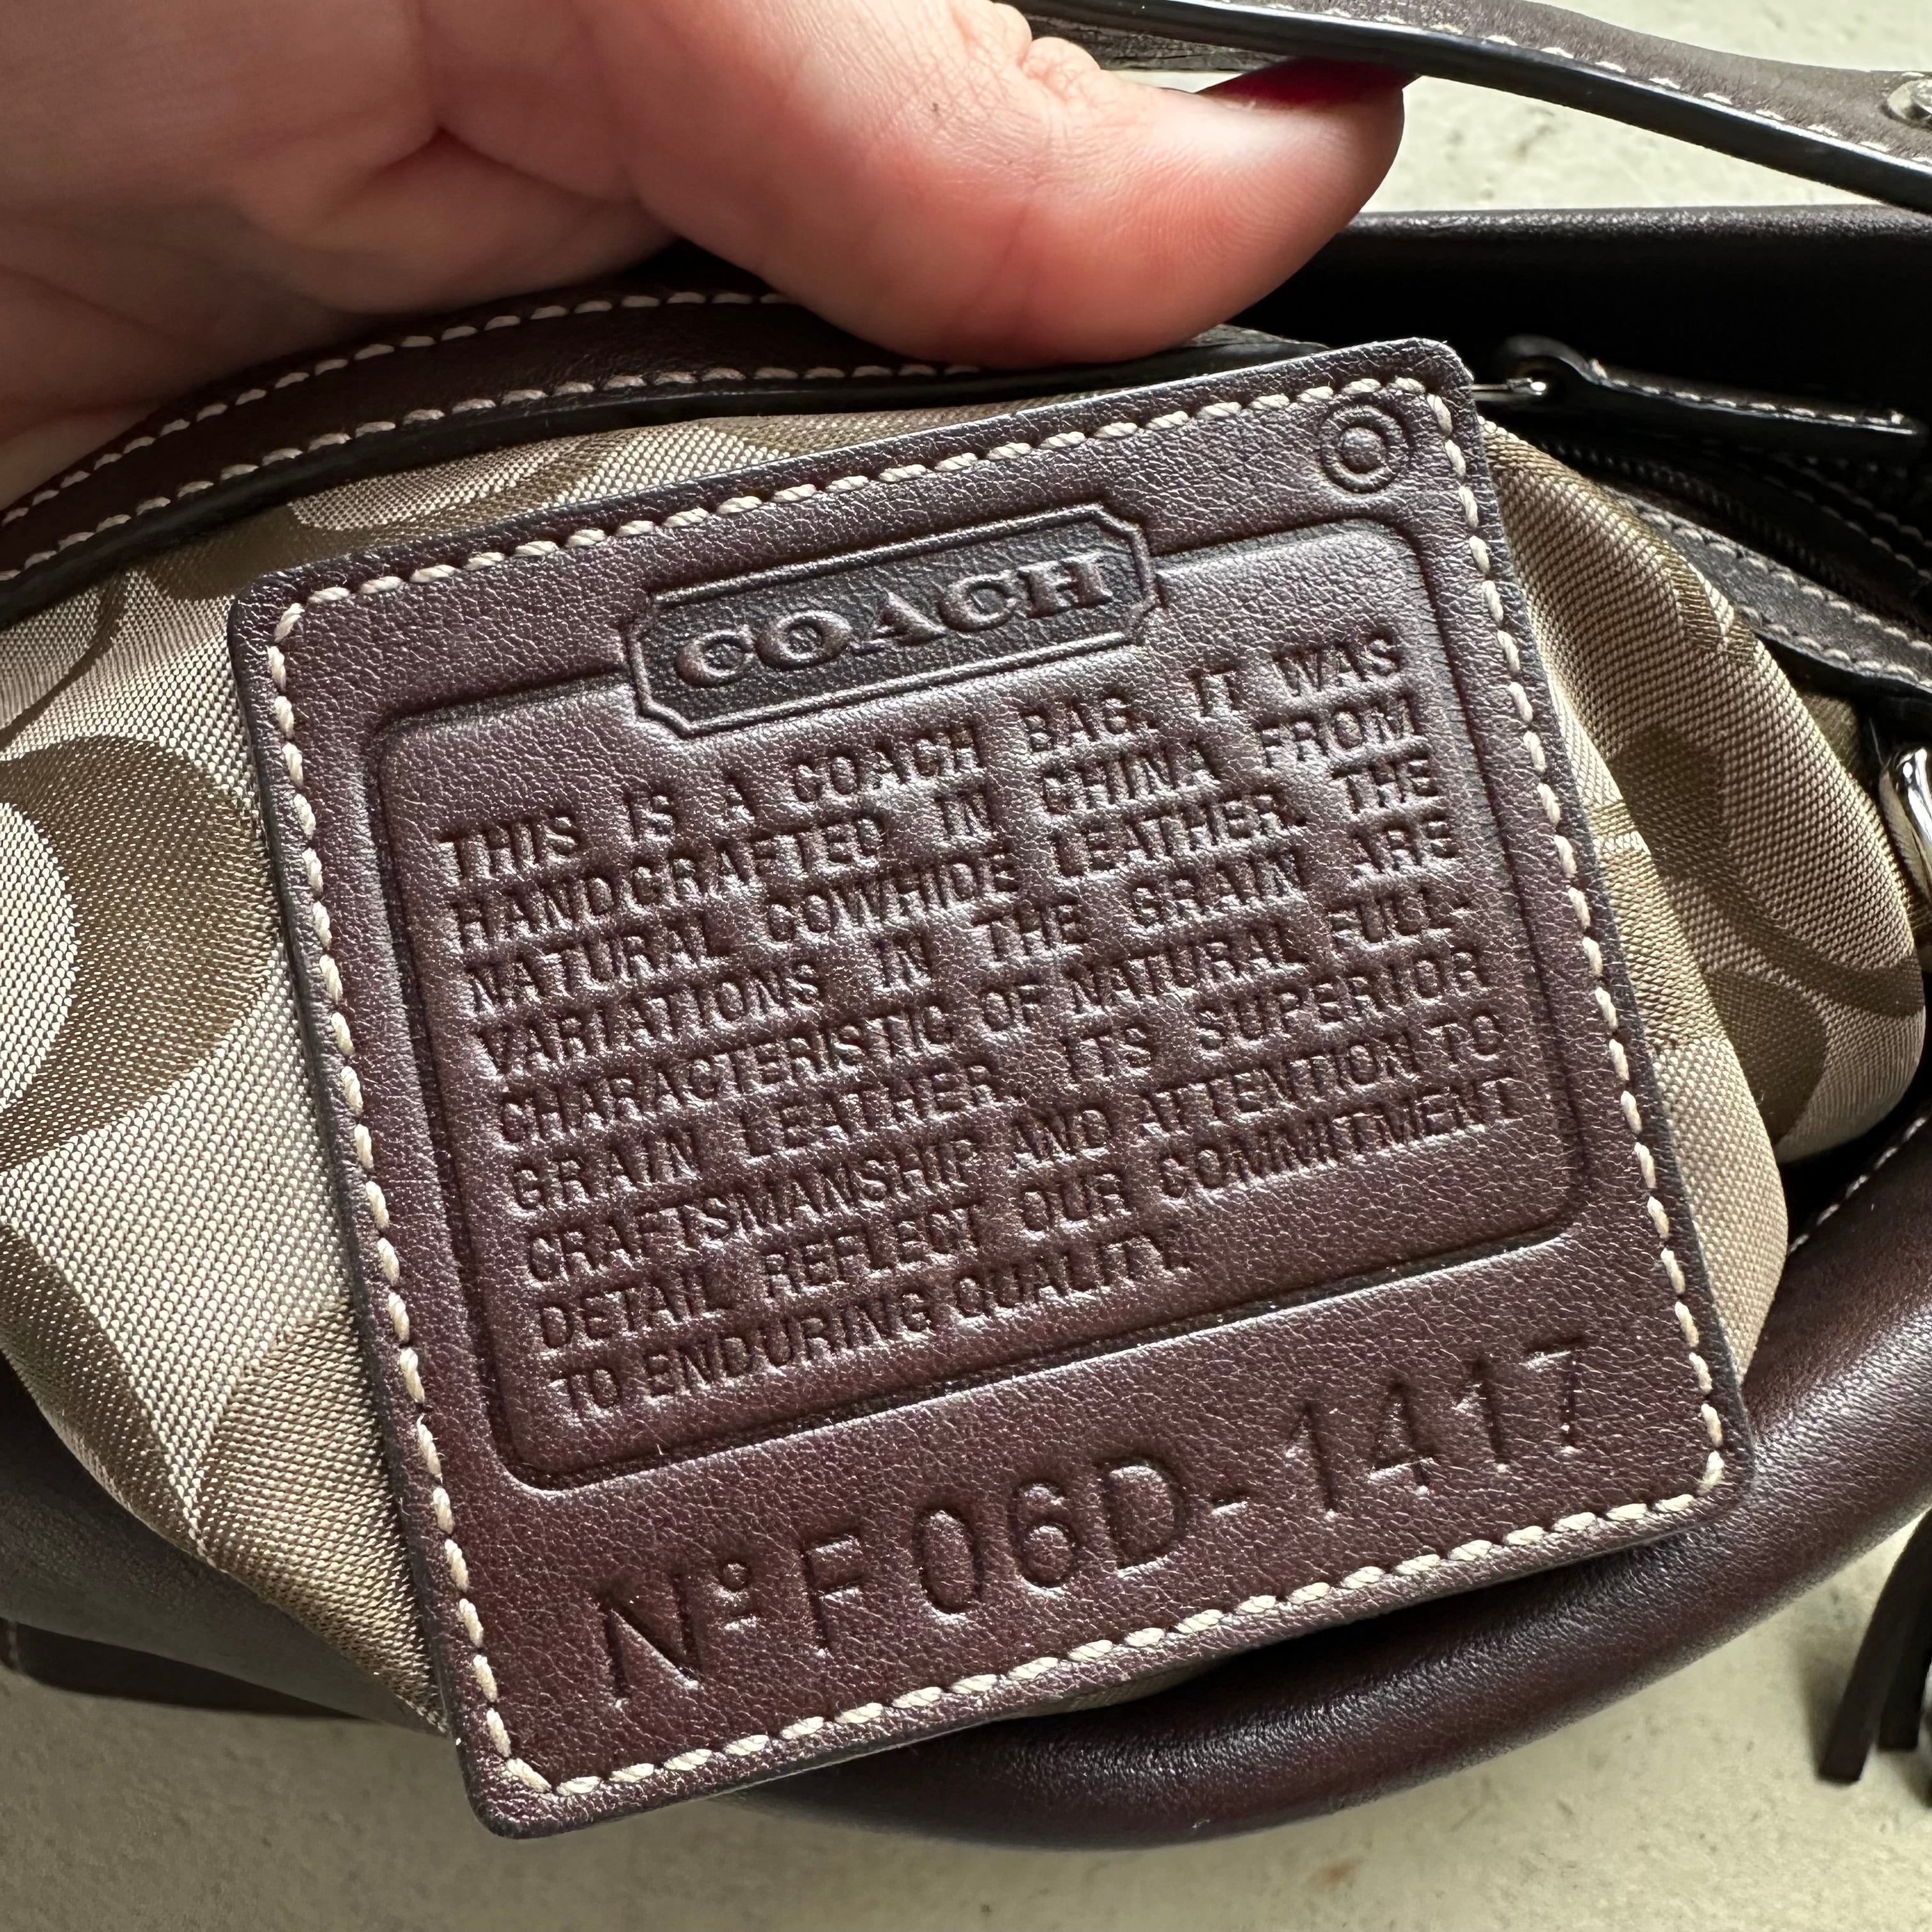 ©
COACH
THIS IS A COACH BAG. IT WAS
HANDCRAFTED IN CHINA FROM
NATURAL COWHIDE LEATHER. THE
VARIATIONS IN THE GRAIN ARE
CHARACTERISTIC OF NATURAL FULL-
GRAIN LEATHER. ITS SUPERIOR
CRAFTSMANSHIP AND ATTENTION TO
DETAIL REFLECT OUR COMMITMENT
TO ENDURING QUALITY.
Nº F06D-1417